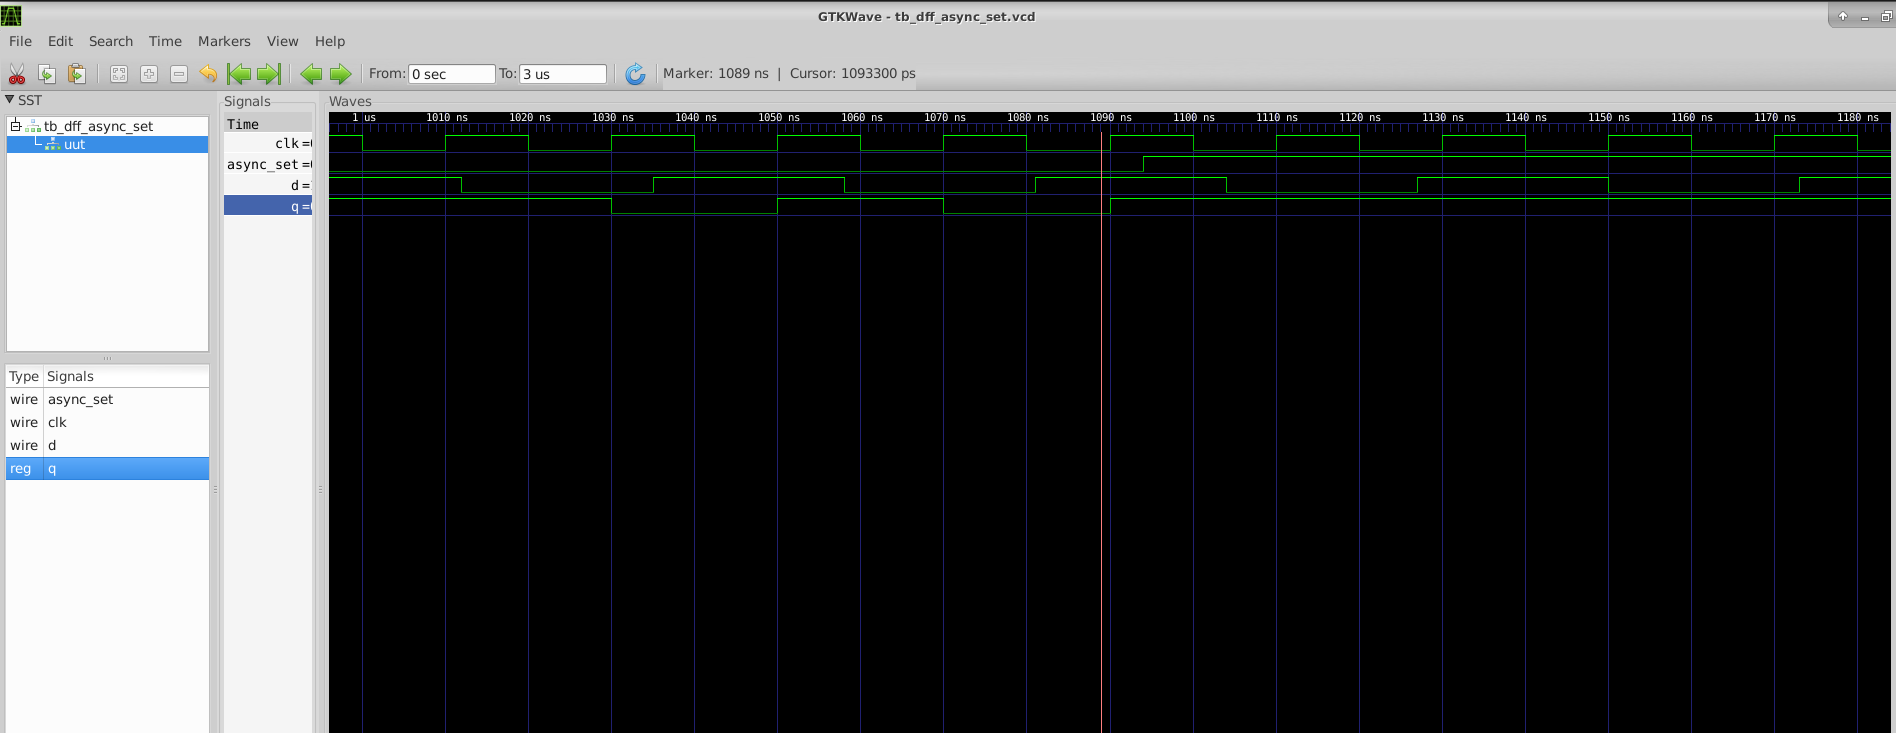 GTKWave - tb_dff_async_set.vcd
File Edit Search Time Markers View Help
From: 0 sec To: 3 us Marker: 1089 ns | Cursor: 1093300 ps
SST
tb_dff_async_set
uut
Type Signals
wire async_set
wire clk
wire d
reg q
Signals
Time
clk =
async_set =
d =
q =
Waves
1 us 1010 ns 1020 ns 1030 ns 1040 ns 1050 ns 1060 ns 1070 ns 1080 ns 1090 ns 1100 ns 1110 ns 1120 ns 1130 ns 1140 ns 1150 ns 1160 ns 1170 ns 1180 ns